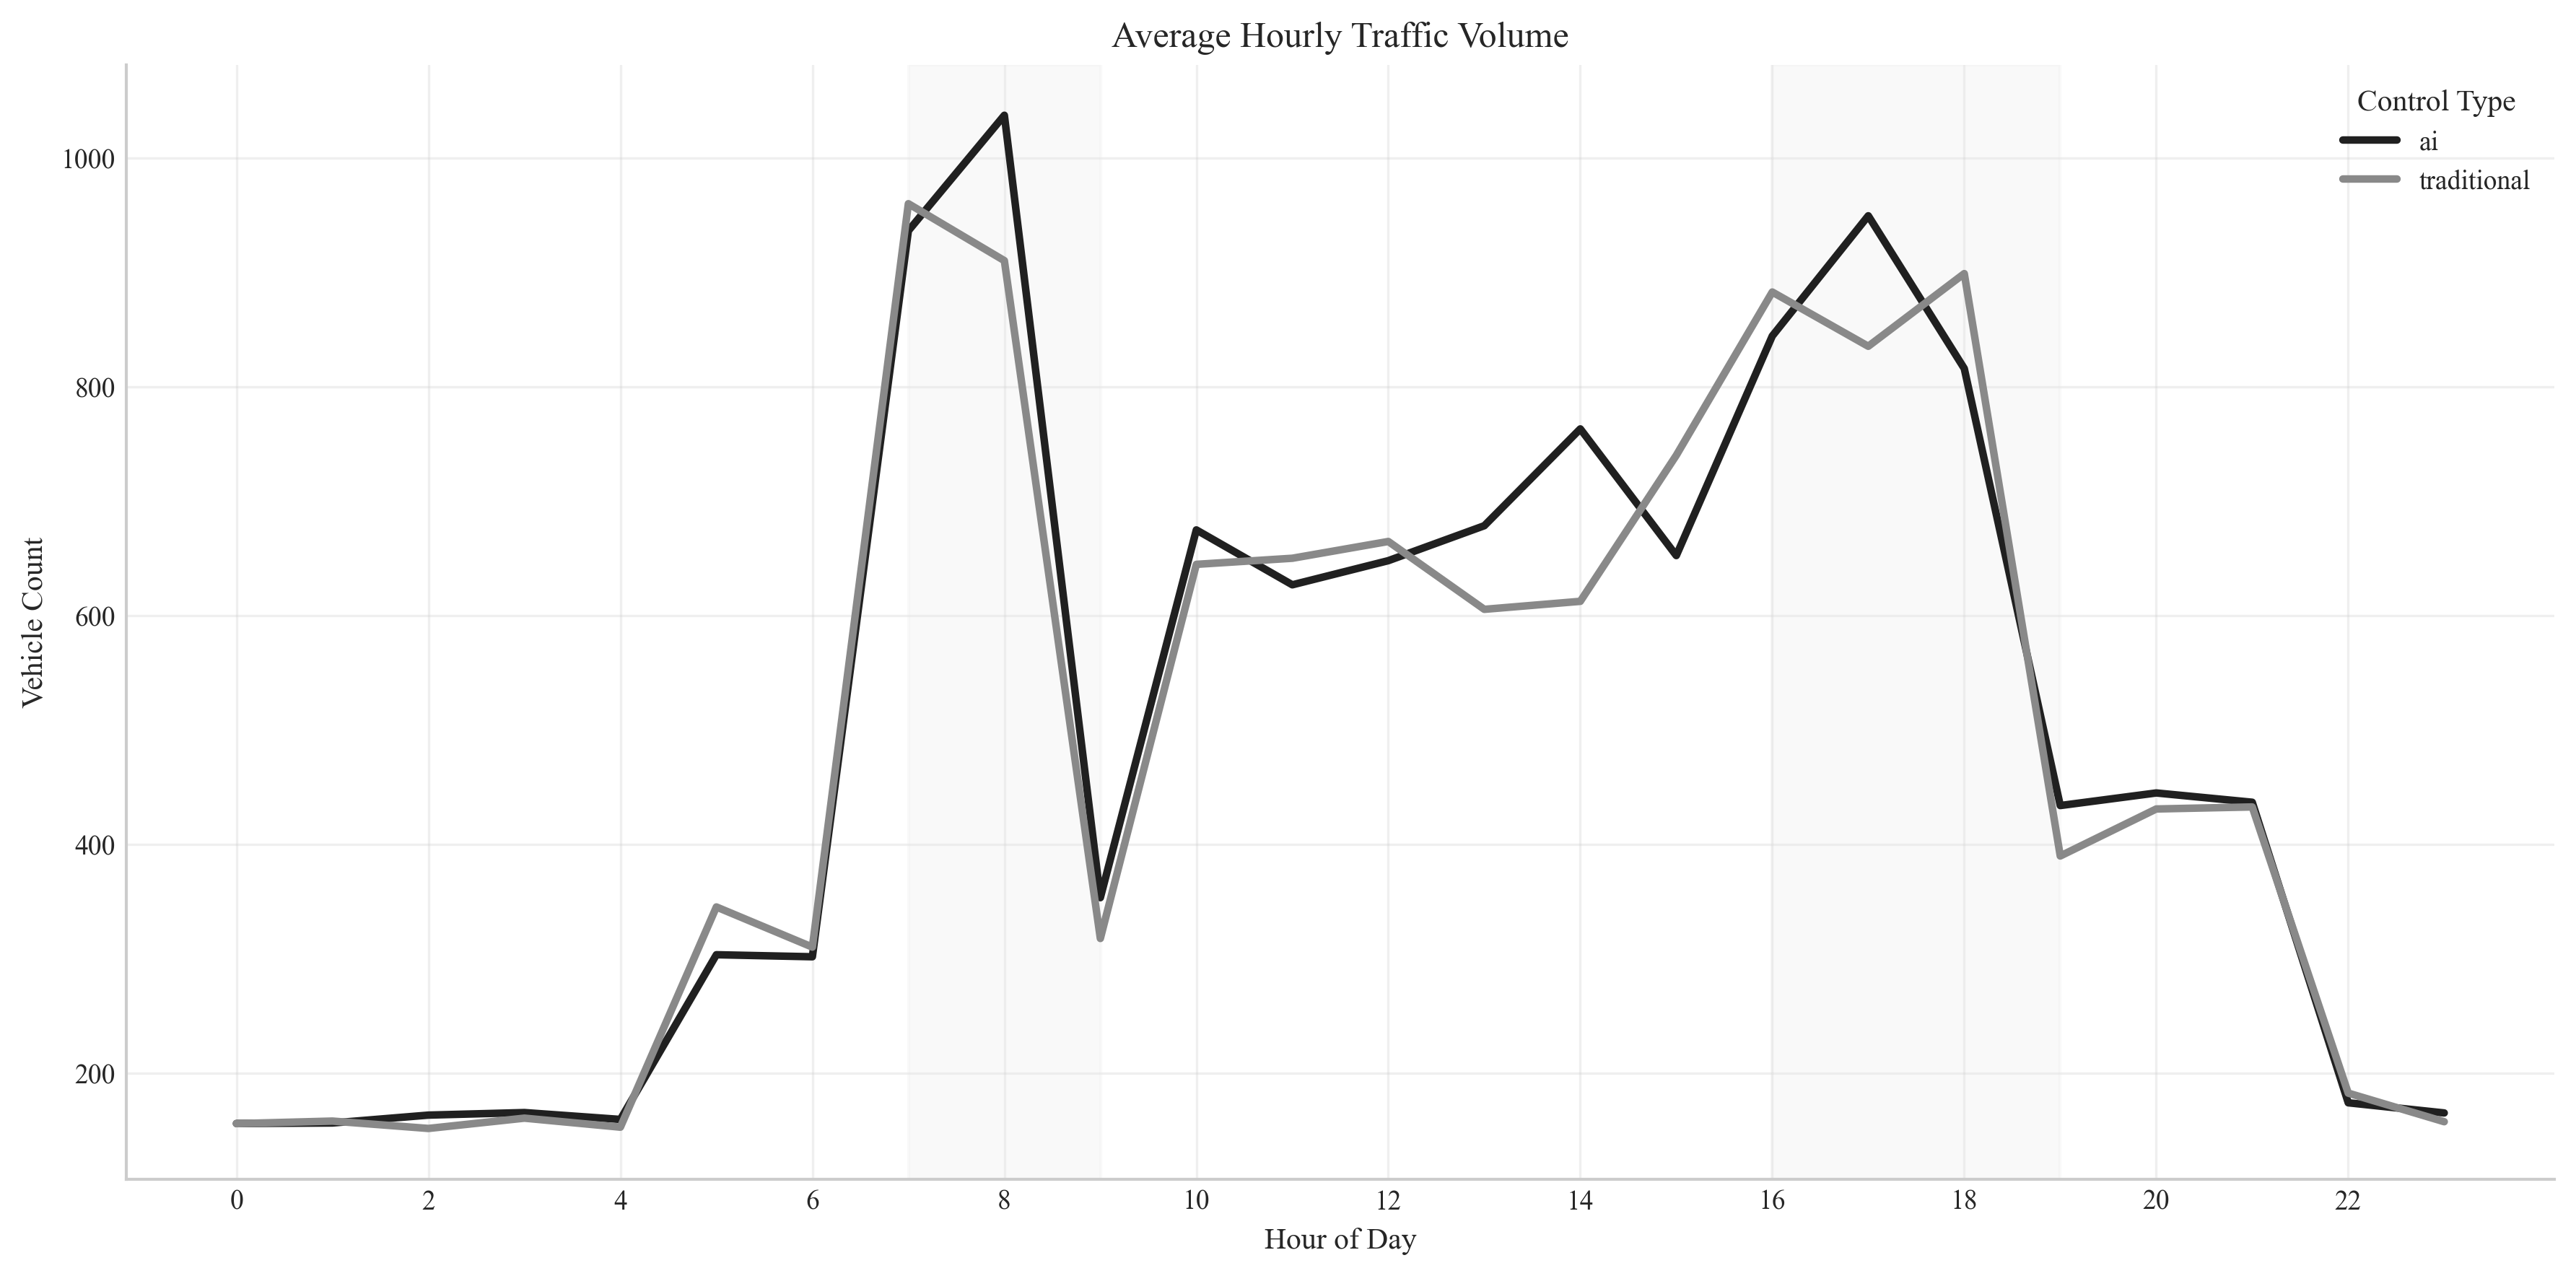 Average Hourly Traffic Volume
Control Type
ai
traditional
1000
800
600
400
200
Vehicle Count
0 2 4 6 8 10 12 14 16 18 20 22
Hour of Day